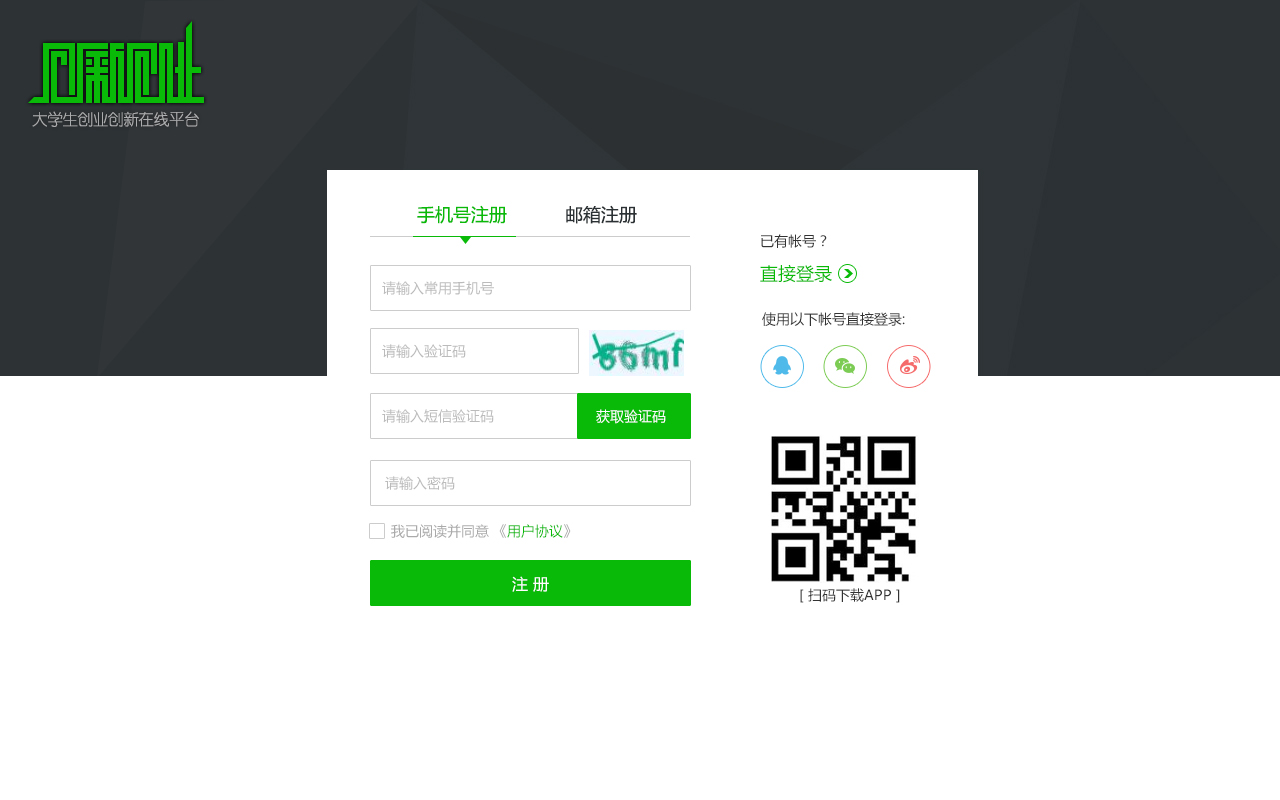 创新创业
大学生创业创新在线平台
手机号注册
邮箱注册
请输入常用手机号
请输入验证码
请输入短信验证码
获取验证码
请输入密码
我已阅读并同意《用户协议》
注 册
已有帐号？
直接登录
使用以下帐号直接登录:
[ 扫码下载APP ]